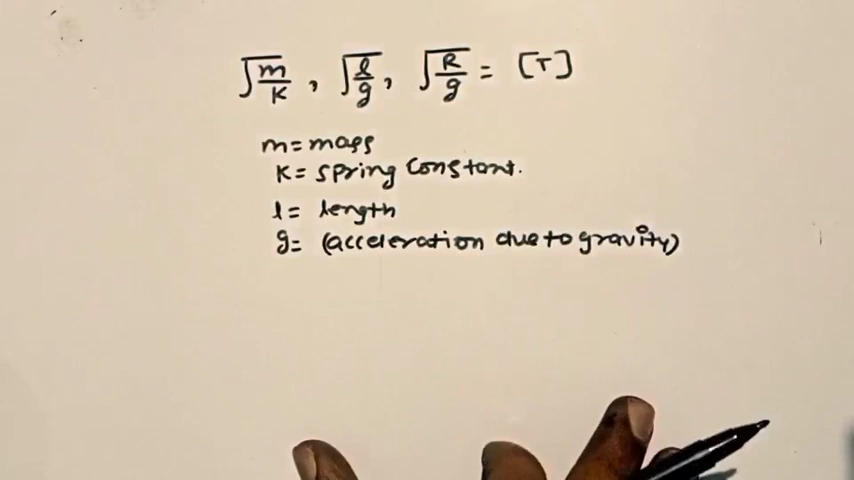 √m/K , √l/g , √R/g = [T]
m= mass
K= spring constant.
l= length
g= (acceleration due to gravity)